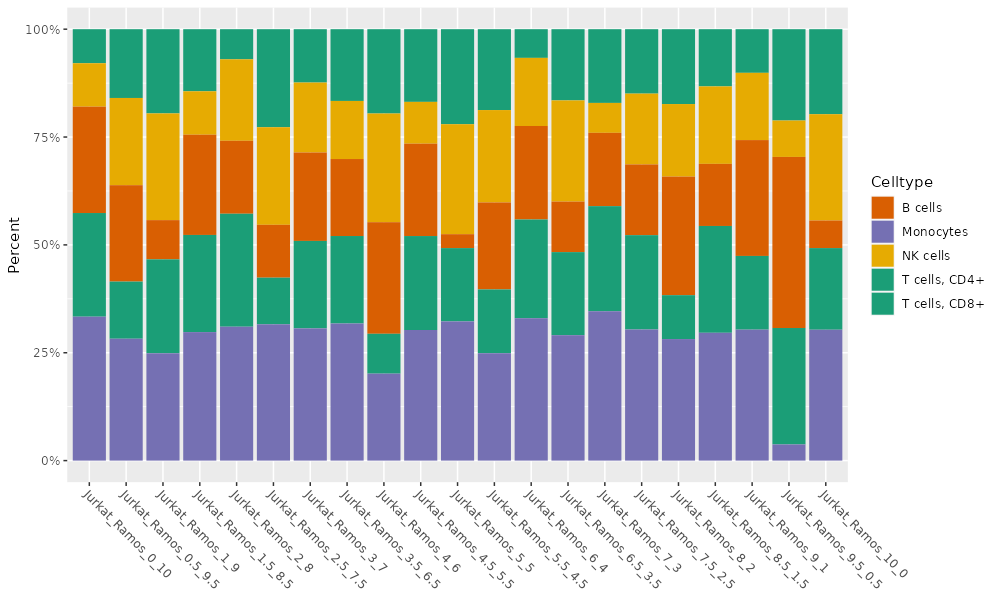 100%
75%
50%
25%
0%
Percent
Jurkat_Ramos_0_10
Jurkat_Ramos_0.5_9.5
Jurkat_Ramos_1_9
Jurkat_Ramos_1.5_8.5
Jurkat_Ramos_2_8
Jurkat_Ramos_2.5_7.5
Jurkat_Ramos_3_7
Jurkat_Ramos_3.5_6.5
Jurkat_Ramos_4_6
Jurkat_Ramos_4.5_5.5
Jurkat_Ramos_5_5
Jurkat_Ramos_5.5_4.5
Jurkat_Ramos_6_4
Jurkat_Ramos_6.5_3.5
Jurkat_Ramos_7_3
Jurkat_Ramos_7.5_2.5
Jurkat_Ramos_8_2
Jurkat_Ramos_8.5_1.5
Jurkat_Ramos_9_1
Jurkat_Ramos_9.5_0.5
Jurkat_Ramos_10_0
Celltype
B cells
Monocytes
NK cells
T cells, CD4+
T cells, CD8+